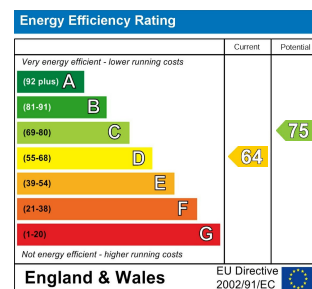 Energy Efficiency Rating
Current Potential
Very energy efficient - lower running costs
(92 plus) A
(81-91) B
(69-80) C 75
(55-68) D 64
(39-54) E
(21-38) F
(1-20) G
Not energy efficient - higher running costs
England & Wales
EU Directive
2002/91/EC